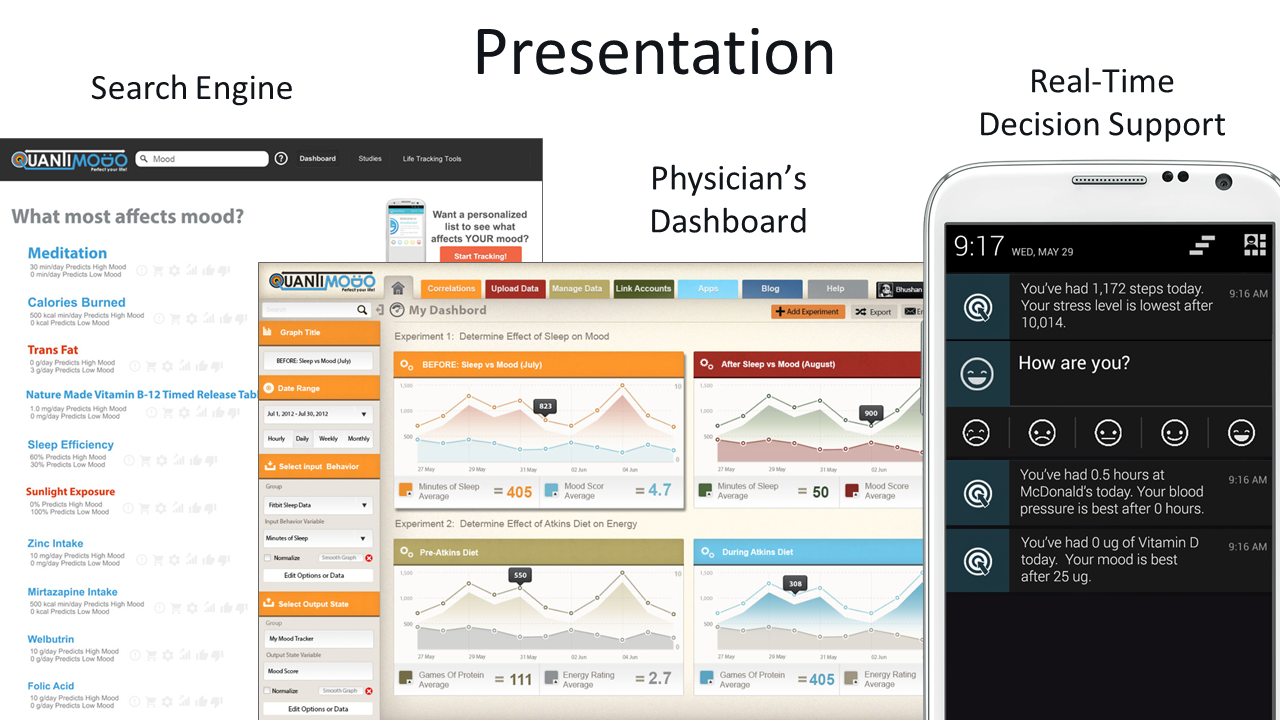 Presentation
Search Engine
Real-Time
Decision Support
Physician's
Dashboard
QUANTIMODO
Perfect your life!
Mood
?
Dashboard
Studies
Life Tracking Tools
What most affects mood?
Want a personalized
list to see what
affects YOUR mood?
Start Tracking!
Meditation
30 min/day Predicts High Mood
0 min/day Predicts Low Mood
Calories Burned
500 kcal min/day Predicts High Mood
0 kcal Predicts Low Mood
Trans Fat
0 g/day Predicts High Mood
3 g/day Predicts Low Mood
Nature Made Vitamin B-12 Timed Release Tab
1.0 mg/day Predicts High Mood
0 mg/day Predicts Low Mood
Sleep Efficiency
60% Predicts High Mood
30% Predicts Low Mood
Sunlight Exposure
0% Predicts High Mood
100% Predicts Low Mood
Zinc Intake
10 mg/day Predicts High Mood
0 mg/day Predicts Low Mood
Mirtazapine Intake
500 kcal min/day Predicts High Mood
0 kcal Predicts Low Mood
Welbutrin
10 g/day Predicts High Mood
0 g/day Predicts Low Mood
Folic Acid
10 g/day Predicts High Mood
0 g/day Predicts Low Mood
QUANTIMODO
Perfect your life!
Correlations
Upload Data
Manage Data
Link Accounts
Apps
Blog
Help
Bhushan
Search
My Dashbord
Add Experiment
Export
Em
Graph Title
BEFORE: Sleep vs Mood (July)
Date Range
Jul 1, 2012 - Jul 30, 2012
Hourly Daily Weekly Monthly
Select input Behavior
Group
Fitbit Sleep Data
Input Behavior Variable
Minutes of Sleep
Normalize Smooth Graph
Edit Options or Data
Select Output State
Group
My Mood Tracker
Output State Variable
Mood Score
Normalize Smooth Graph
Edit Options or Data
Experiment 1: Determine Effect of Sleep on Mood
BEFORE: Sleep vs Mood (July)
1,500
10
1,000
823
500
0
27 May 29 May 31 May 02 Jun 04 Jun
Minutes of Sleep
Average
= 405
Mood Scor
Average
= 4.7
After Sleep vs Mood (August)
1,500
1,000
900
500
27 May 29 May 31 May 02 Jun
Minutes of Sleep
Average
= 50
Mood Score
Average
Experiment 2: Determine Effect of Atkins Diet on Energy
Pre-Atkins Diet
1,500
10
550
1,000
500
0
27 May 29 May 31 May 02 Jun 04 Jun
Games Of Protein
Average
= 111
Energy Rating
Average
= 2.7
During Atkins Diet
1,500
1,000
308
500
27 May 29 May 31 May 02 Jun
Games Of Protein
Average
= 405
Energy Rating
Average
9:17 WED, MAY 29
You've had 1,172 steps today.
Your stress level is lowest after
10,014.
9:16 AM
How are you?
You've had 0.5 hours at
McDonald's today. Your blood
pressure is best after 0 hours.
9:16 AM
You've had 0 ug of Vitamin D
today. Your mood is best
after 25 ug.
9:16 AM